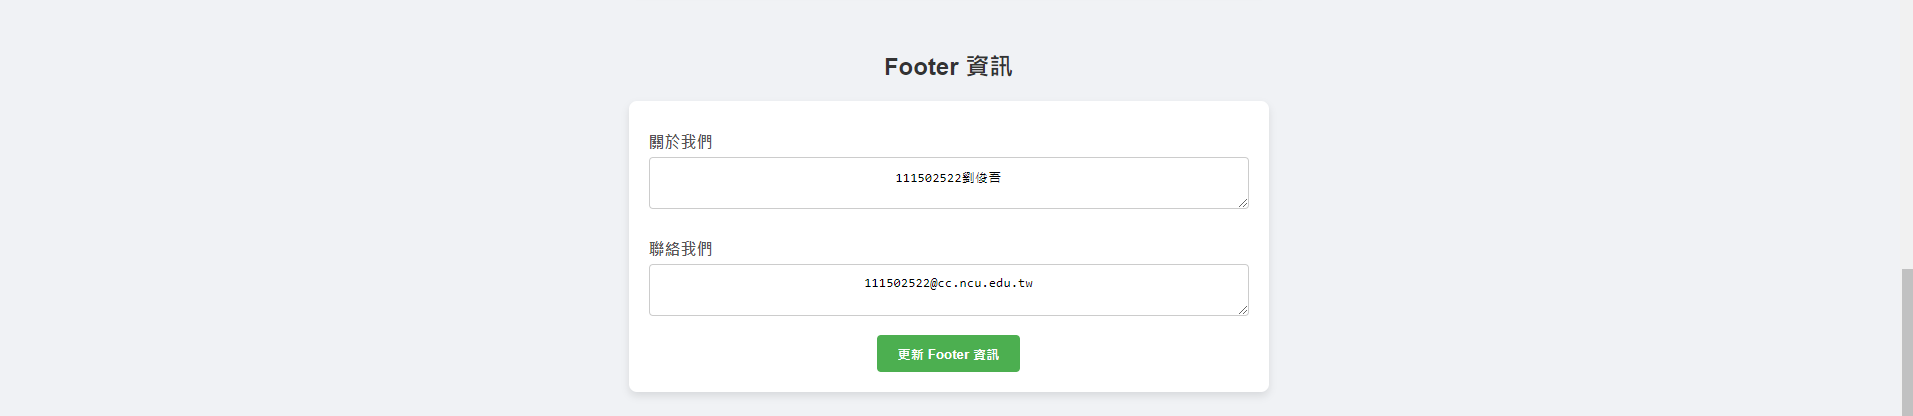 Footer 資訊
關於我們
111502522劉俊吾
聯絡我們
111502522@cc.ncu.edu.tw
更新 Footer 資訊